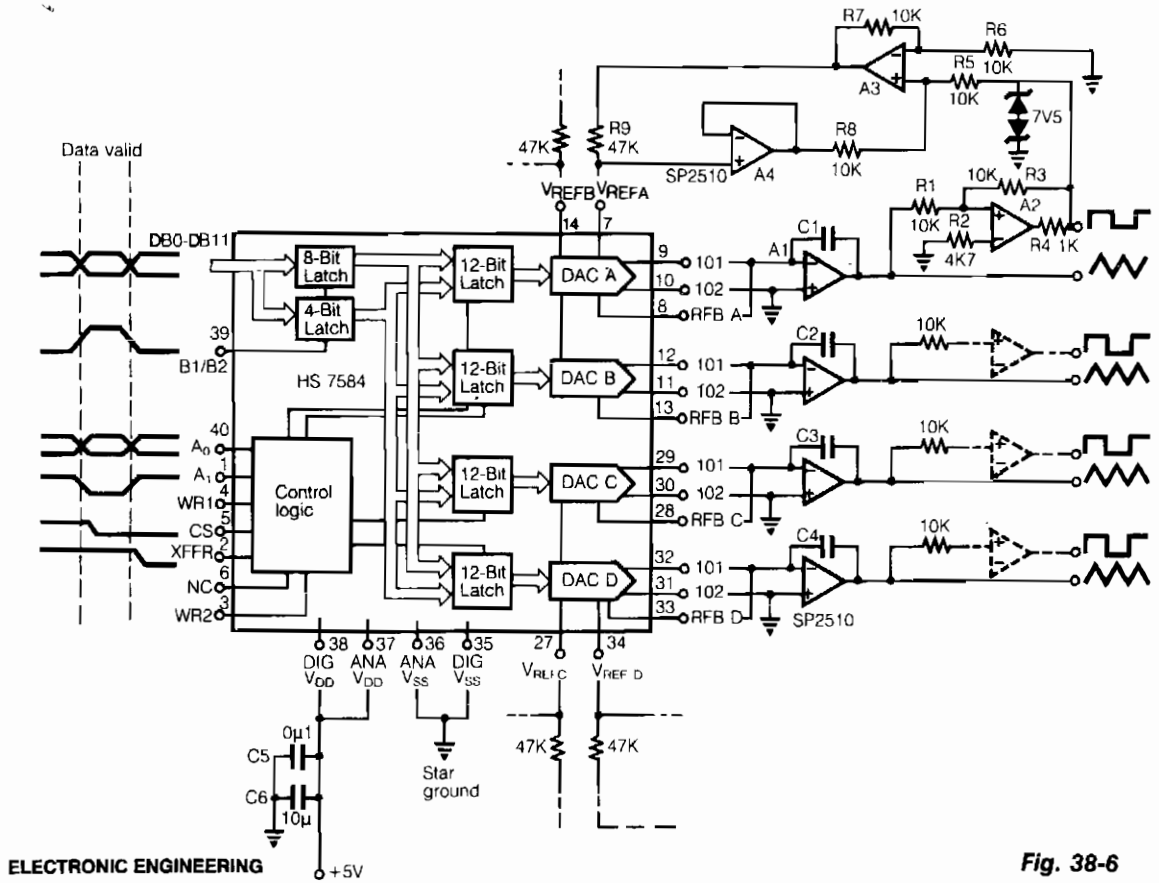 R7 10K
R6
10K
R5
10K
A3
7V5
47K
R9
47K
R8
10K
SP2510
A4
VREFB VREFA
14 7
Data valid
10K R3
A2
R1
10K
R2
4K7
R4 1K
DB0-DB11
8-Bit
Latch
4-Bit
Latch
12-Bit
Latch
DAC A
9 101
10 102
8 RFB A
A1
C1
39
B1/B2
HS 7584
12-Bit
Latch
DAC B
12 101
11 102
13 RFB B
C2
10K
40
A0
1
A1
4
WR1
5
CS
2
XFFR
6
NC
3
WR2
Control
logic
12-Bit
Latch
DAC C
29 101
30 102
28 RFB C
C3
10K
12-Bit
Latch
DAC D
32 101
31 102
33 RFB D
C4
SP2510
10K
38 37 36 35
DIG ANA ANA DIG
VDD VDD VSS VSS
27 34
VREFC VREF D
47K 47K
Star
ground
0µ1
C5
C6
10µ
+5V
ELECTRONIC ENGINEERING
Fig. 38-6